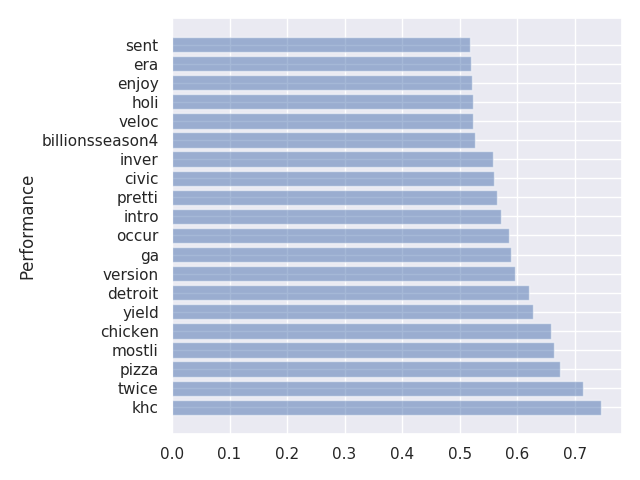 Performance
sent
era
enjoy
holi
veloc
billionsseason4
inver
civic
pretti
intro
occur
ga
version
detroit
yield
chicken
mostli
pizza
twice
khc
0.0 0.1 0.2 0.3 0.4 0.5 0.6 0.7